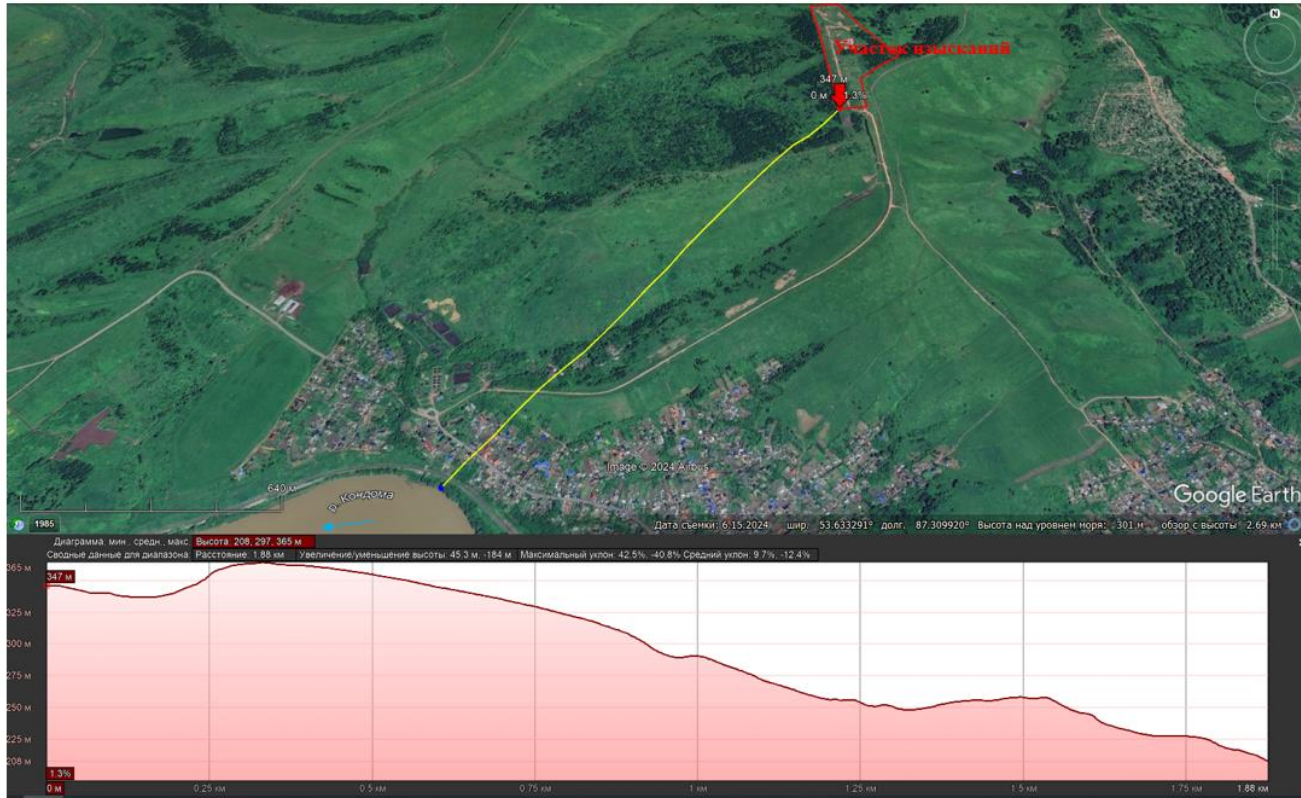 N
Участок изысканий
347 м
0 м 1.3%
640 м
р. Кондома
Image © 2024 Airbus
Google Earth
1985
Дата съемки: 6.15.2024 шир. 53.633291° долг. 87.309920° Высота над уровнем моря: 301 м обзор с высоты 2.69 км
Диаграмма: мин., средн., макс Высота: 208, 297, 365 м
Сводные данные для диапазона: Расстояние: 1.88 км Увеличение/уменьшение высоты: 45.3 м, -184 м Максимальный уклон: 42.5%, -40.8% Средний уклон: 9.7%, -12.4%
365 м
347 м
325 м
300 м
275 м
250 м
225 м
208 м
1.3%
0 м 0.25 км 0.5 км 0.75 км 1 км 1.25 км 1.5 км 1.75 км 1.88 км